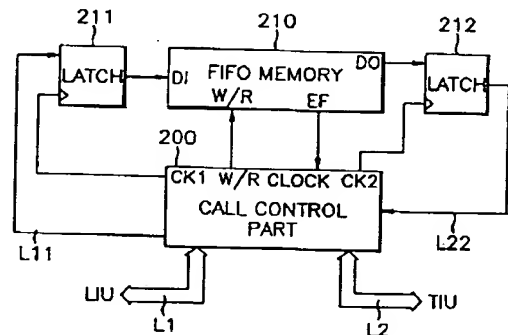 211
210
212
LATCH
DI
FIFO MEMORY
DO
LATCH
W/R
EF
200
CK1
W/R
CLOCK
CK2
CALL CONTROL
PART
L11
L22
LIU
L1
L2
TIU